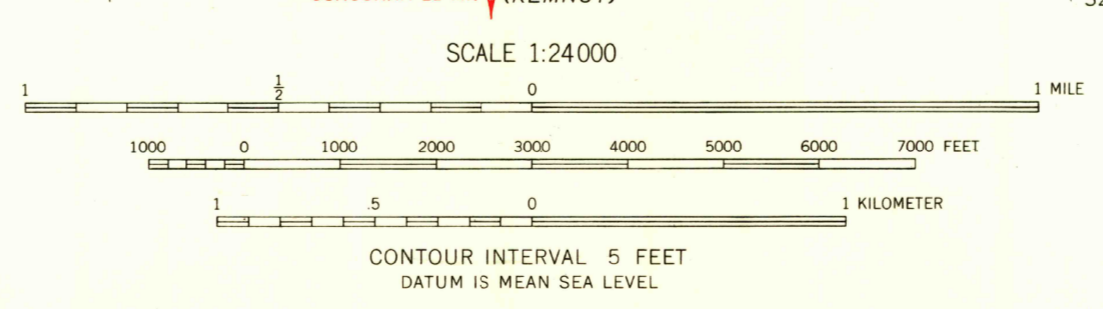 SCALE 1:24000
1 ½ 0 1 MILE
1000 0 1000 2000 3000 4000 5000 6000 7000 FEET
1 .5 0 1 KILOMETER
CONTOUR INTERVAL 5 FEET
DATUM IS MEAN SEA LEVEL